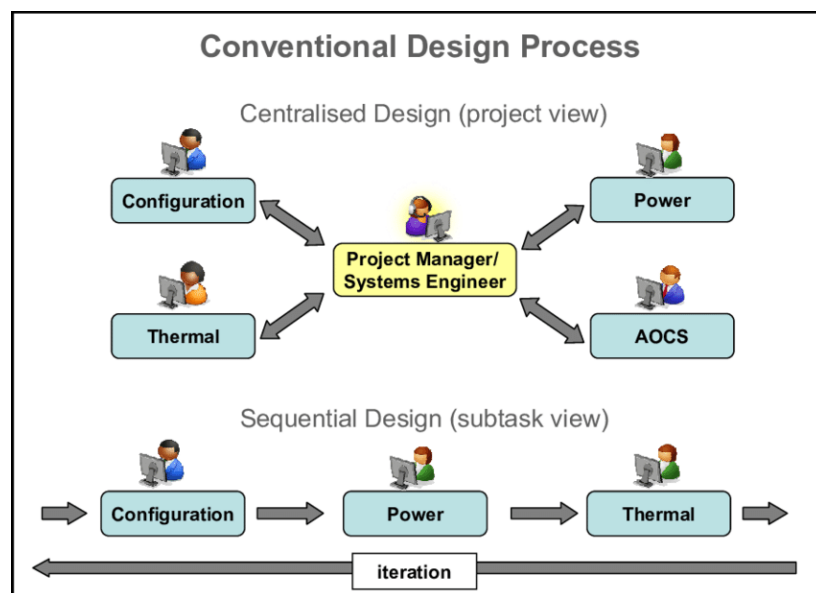 Conventional Design Process
Centralised Design (project view)
Configuration
Power
Project Manager/
Systems Engineer
Thermal
AOCS
Sequential Design (subtask view)
Configuration
Power
Thermal
iteration